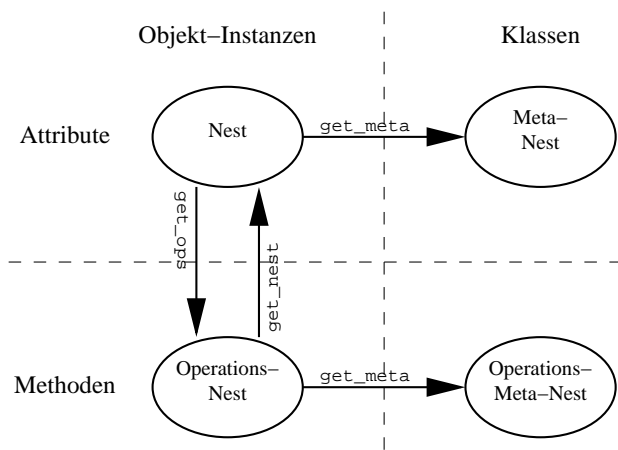 Objekt–Instanzen
Klassen
Attribute
Nest
get_meta
Meta–
Nest
get_ops
get_nest
Methoden
Operations–
Nest
get_meta
Operations–
Meta–Nest